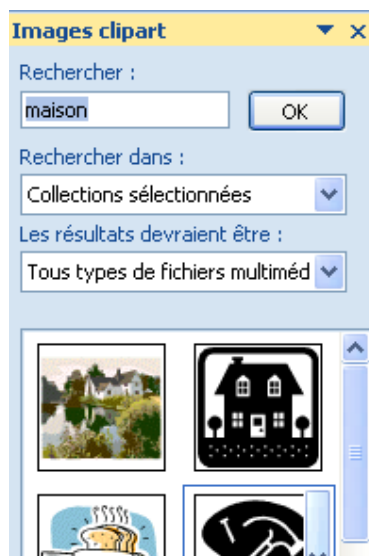 Images clipart
Rechercher :
maison
OK
Rechercher dans :
Collections sélectionnées
Les résultats devraient être :
Tous types de fichiers multiméd